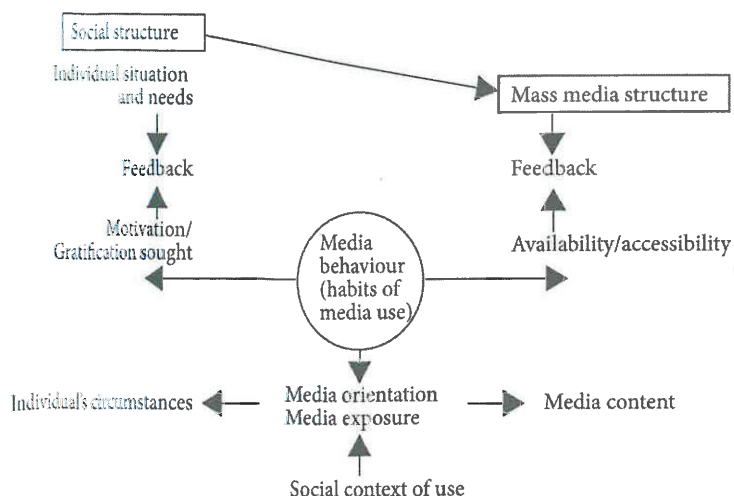 Social structure
Individual situation
and needs
Mass media structure
Feedback
Feedback
Motivation/
Gratification sought
Media
behaviour
(habits of
media use)
Availability/accessibility
Individual's circumstances
Media orientation
Media exposure
Media content
Social context of use